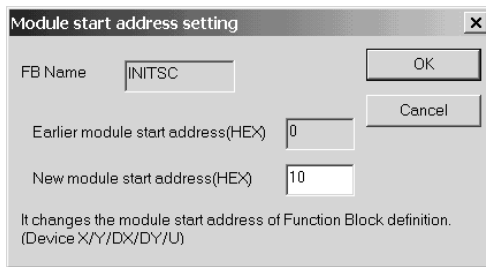 Module start address setting
FB Name INITSC OK
Cancel
Earlier module start address(HEX) 0
New module start address(HEX) 10
It changes the module start address of Function Block definition.
(Device X/Y/DX/DY/U)